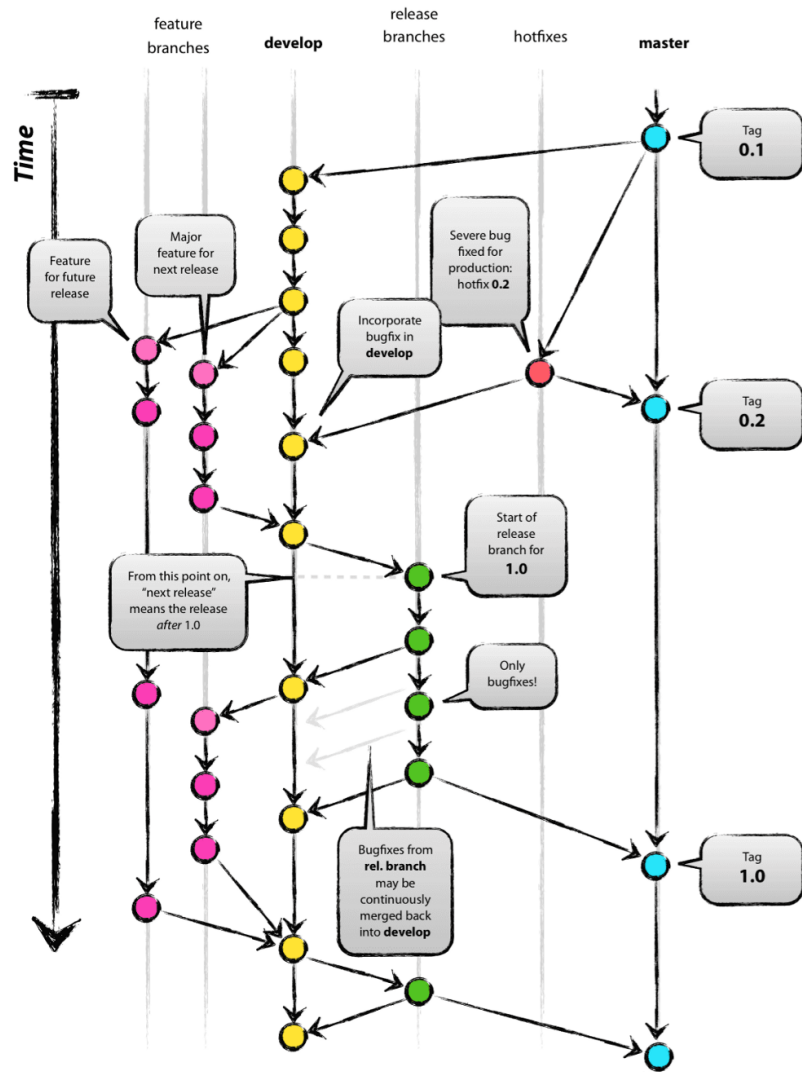 feature
branches
develop
release
branches
hotfixes
master
Time
Tag
0.1
Feature
for future
release
Major
feature for
next release
Severe bug
fixed for
production:
hotfix 0.2
Incorporate
bugfix in
develop
Tag
0.2
Start of
release
branch for
1.0
From this point on,
“next release”
means the release
after 1.0
Only
bugfixes!
Bugfixes from
rel. branch
may be
continuously
merged back
into develop
Tag
1.0